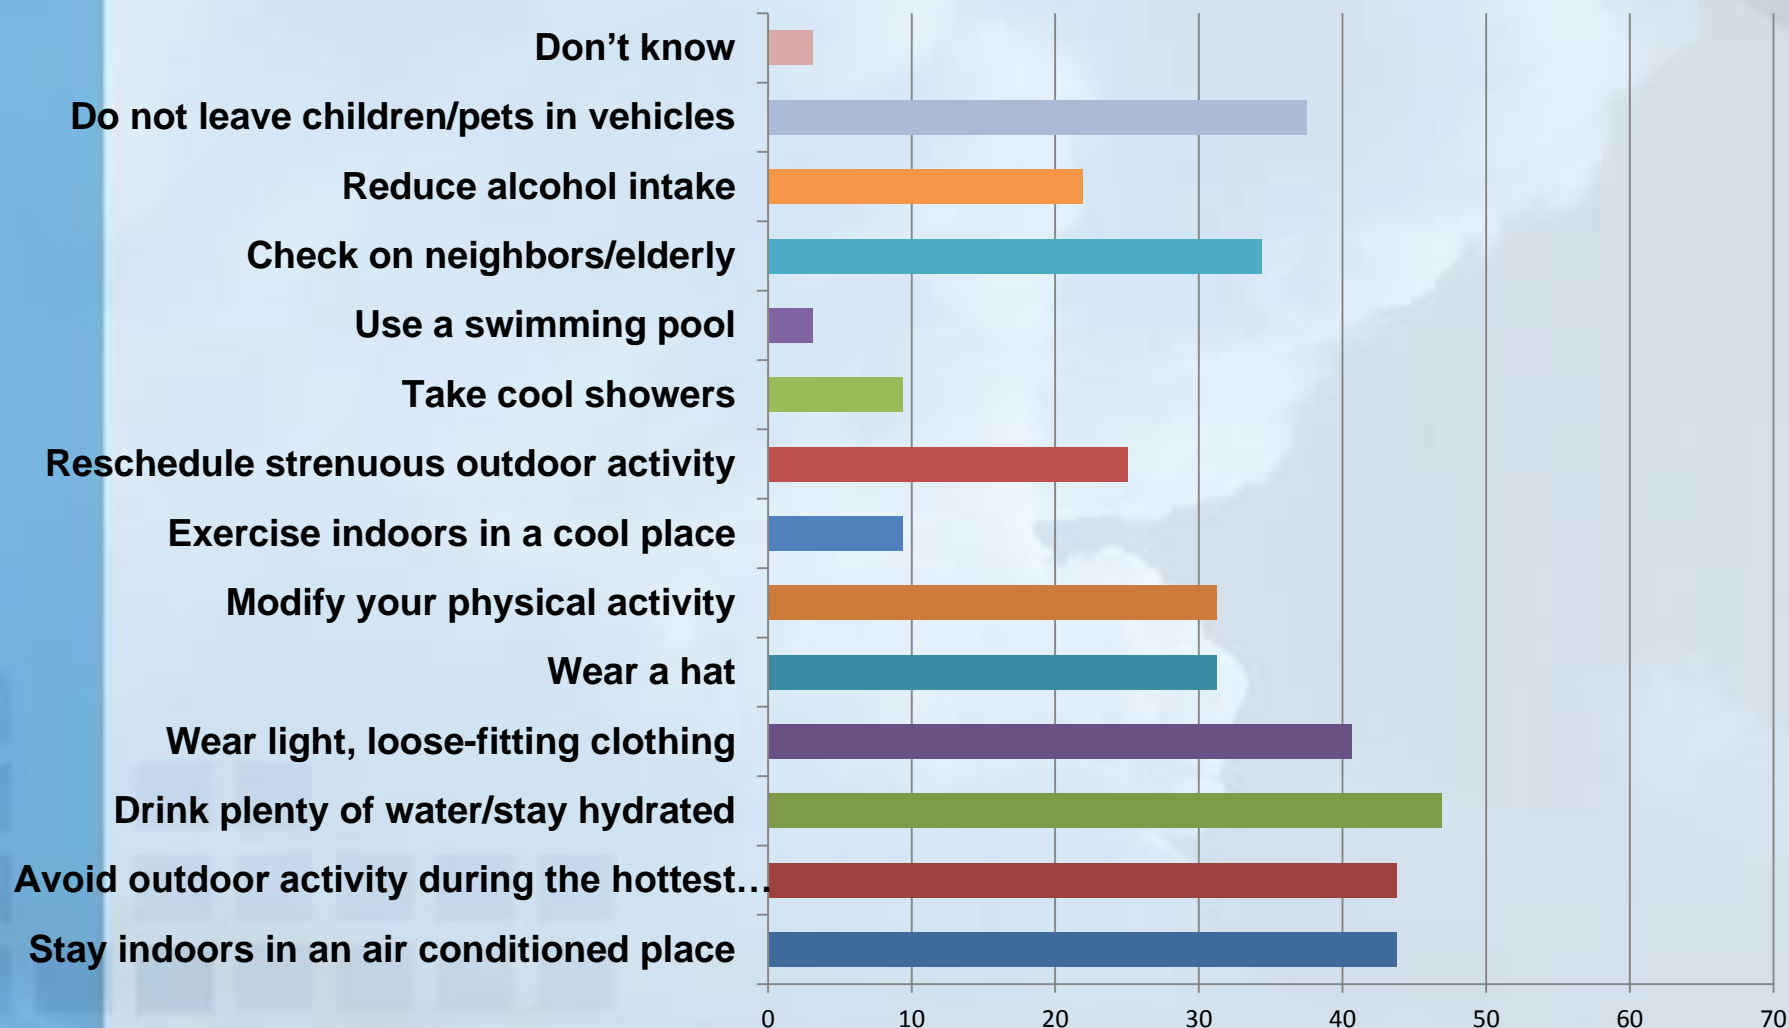 Don’t know
Do not leave children/pets in vehicles
Reduce alcohol intake
Check on neighbors/elderly
Use a swimming pool
Take cool showers
Reschedule strenuous outdoor activity
Exercise indoors in a cool place
Modify your physical activity
Wear a hat
Wear light, loose-fitting clothing
Drink plenty of water/stay hydrated
Avoid outdoor activity during the hottest…
Stay indoors in an air conditioned place
0 10 20 30 40 50 60 70